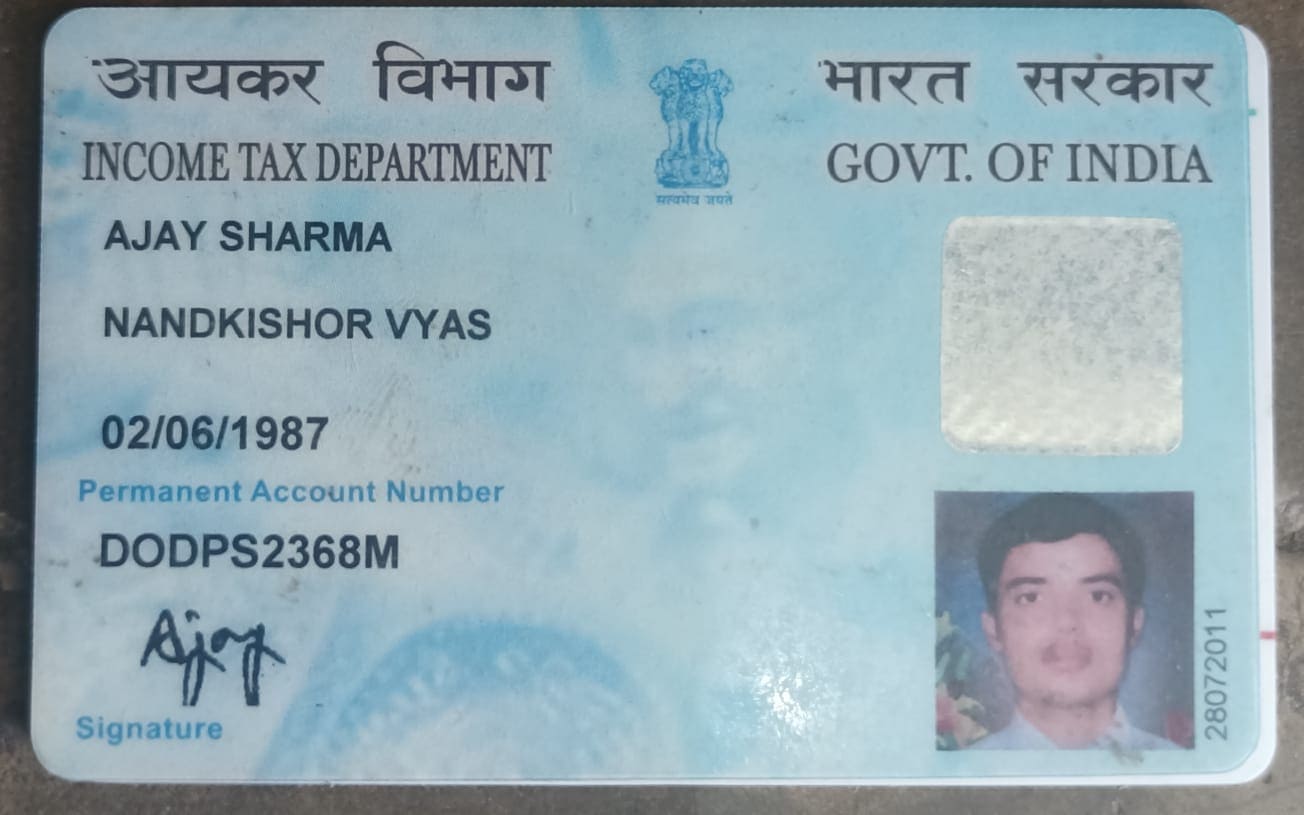 आयकर विभाग
INCOME TAX DEPARTMENT
सत्यमेव जयते
भारत सरकार
GOVT. OF INDIA
AJAY SHARMA
NANDKISHOR VYAS
02/06/1987
Permanent Account Number
DODPS2368M
Ajay
Signature
28072011